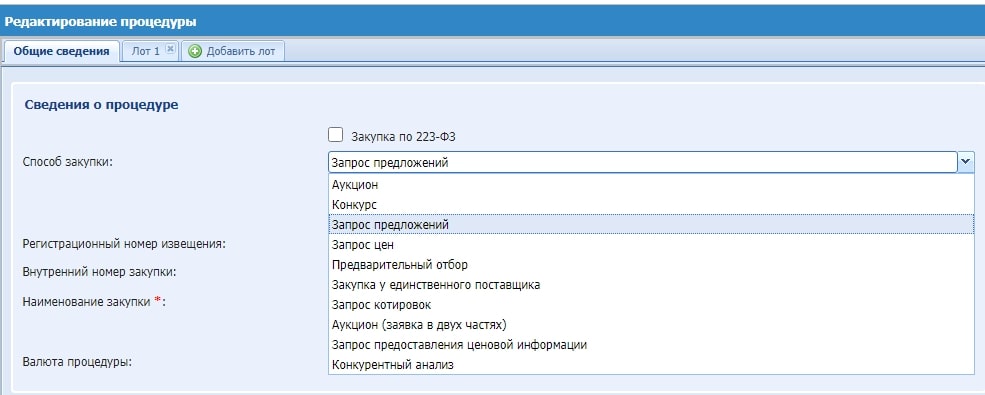 Редактирование процедуры
Общие сведения Лот 1 Добавить лот
Сведения о процедуре
Закупка по 223-ФЗ
Способ закупки: Запрос предложений
Аукцион
Конкурс
Запрос предложений
Регистрационный номер извещения: Запрос цен
Предварительный отбор
Внутренний номер закупки:
Закупка у единственного поставщика
Наименование закупки *: Запрос котировок
Аукцион (заявка в двух частях)
Запрос предоставления ценовой информации
Валюта процедуры: Конкурентный анализ